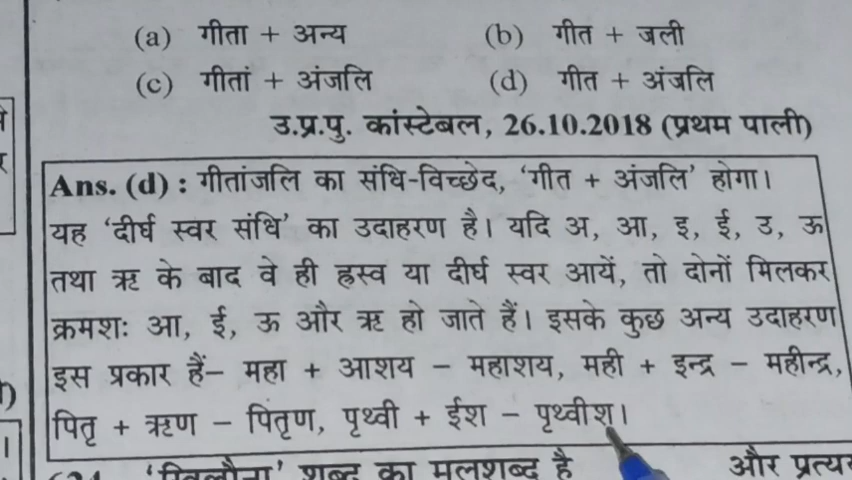 (a) गीता + अन्य (b) गीत + जली
(c) गीतां + अंजलि (d) गीत + अंजलि
उ.प्र.पु. कांस्टेबल, 26.10.2018 (प्रथम पाली)
Ans. (d) : गीतांजलि का संधि-विच्छेद, ‘गीत + अंजलि’ होगा।
यह ‘दीर्घ स्वर संधि’ का उदाहरण है। यदि अ, आ, इ, ई, उ, ऊ
तथा ऋ के बाद वे ही ह्रस्व या दीर्घ स्वर आयें, तो दोनों मिलकर
क्रमशः आ, ई, ऊ और ऋ हो जाते हैं। इसके कुछ अन्य उदाहरण
इस प्रकार हैं– महा + आशय – महाशय, मही + इन्द्र – महीन्द्र,
पितृ + ऋण – पितृण, पृथ्वी + ईश – पृथ्वीश।
शब्द का मूलशब्द है और